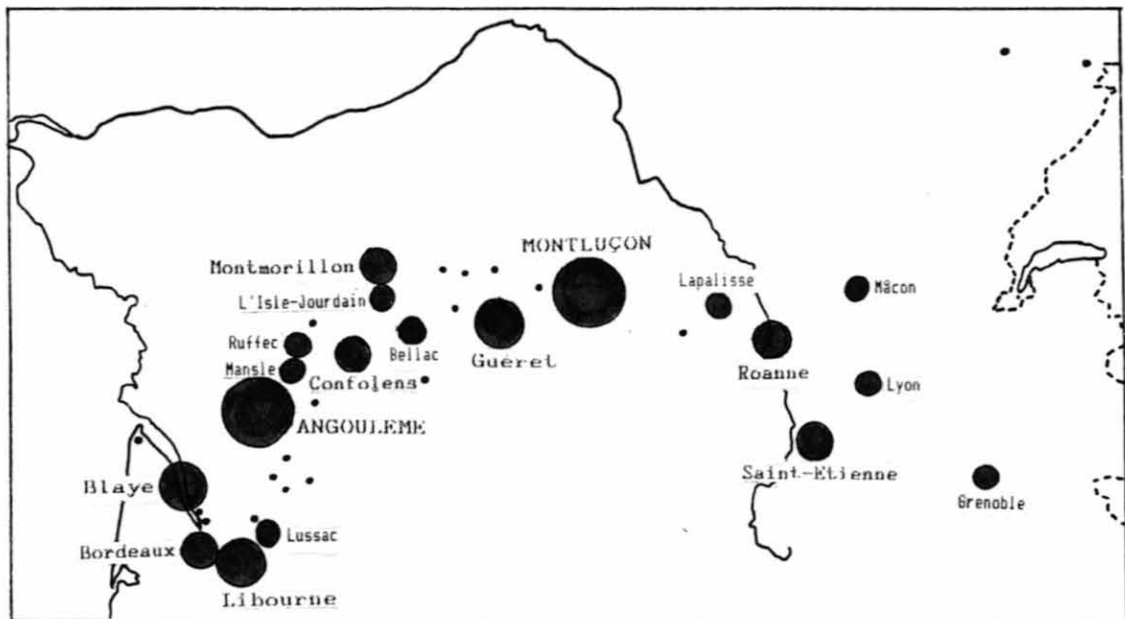 MONTLUÇON
Montmorillon
Lapalisse
Mâcon
L'Isle-Jourdain
Ruffec
Bellac
Guéret
Roanne
Mansle
Confolens
Lyon
ANGOULEME
Saint-Etienne
Blaye
Grenoble
Lussac
Bordeaux
Libourne